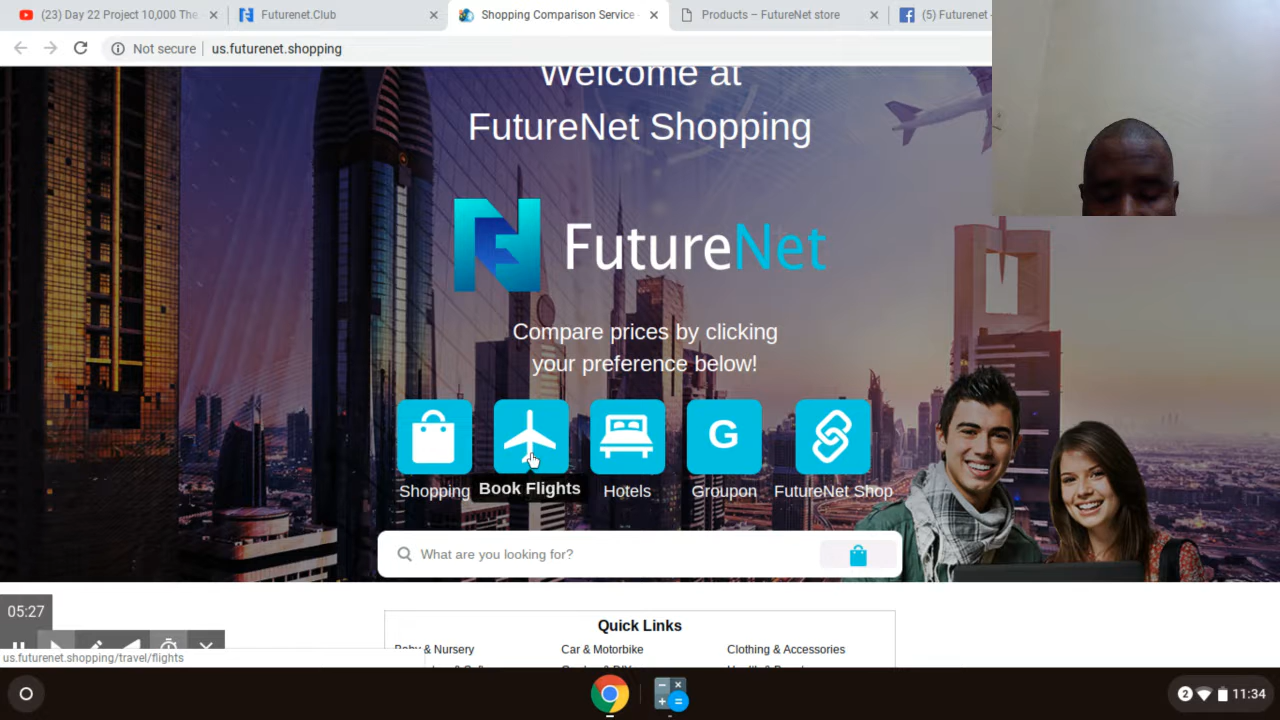 (23) Day 22 Project 10,000 The
Futurenet.Club
Shopping Comparison Service
Products – FutureNet store
(5) Futurenet
Not secure
us.futurenet.shopping
Welcome at
FutureNet Shopping
FutureNet
Compare prices by clicking
your preference below!
G
Shopping
Book Flights
Hotels
Groupon
FutureNet Shop
What are you looking for?
05:27
Quick Links
& Nursery
Car & Motorbike
Clothing & Accessories
us.futurenet.shopping/travel/flights
2
11:34